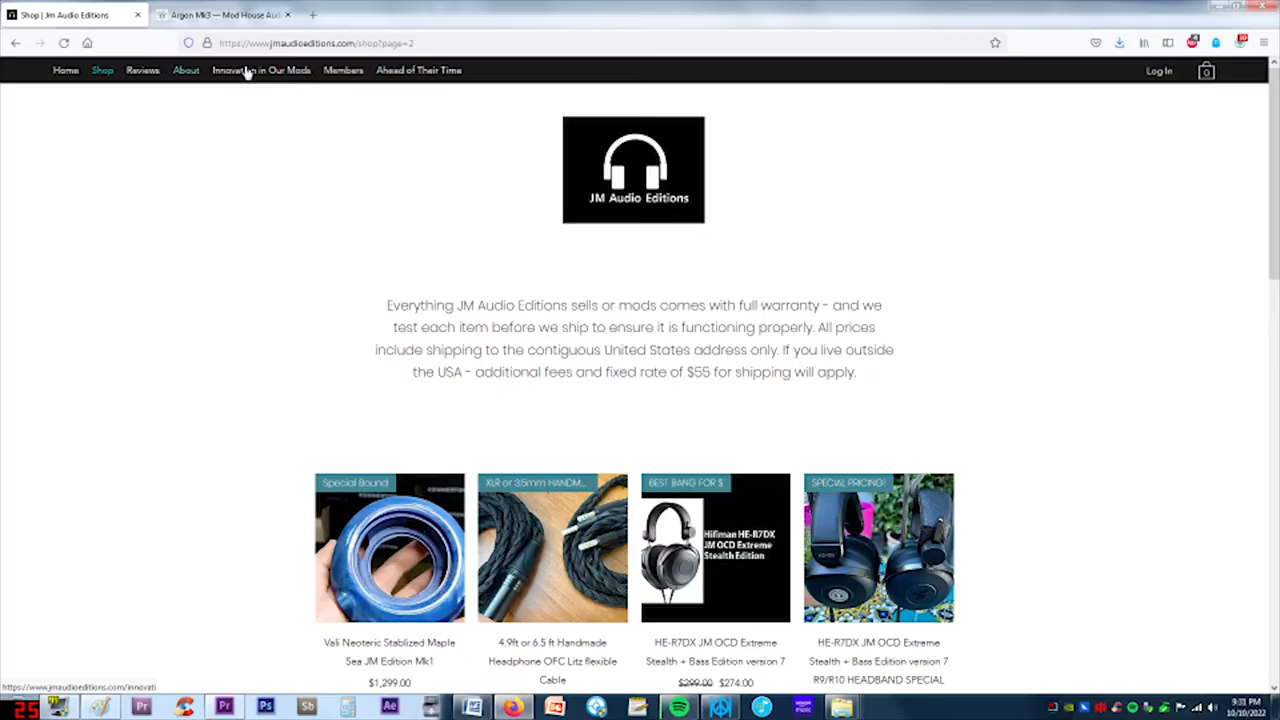 Shop | Jm Audio Editions
Argon Mk3 — Mod House Aud
https://www.jmaudioeditions.com/shop?page=2
Home Shop Reviews About Innovation in Our Mods Members Ahead of Their Time Log In 0
JM Audio Editions
Everything JM Audio Editions sells or mods comes with full warranty - and we
test each item before we ship to ensure it is functioning properly. All prices
include shipping to the contiguous United States address only. If you live outside
the USA - additional fees and fixed rate of $55 for shipping will apply.
Special Bound
XLR or 3.5mm HANDM...
BEST BANG FOR $
SPECIAL PRICING!
Hifiman HE-R7DX
JM OCD Extreme
Stealth Edition
Vali Neoteric Stablized Maple
Sea JM Edition Mk1
$1,299.00
4.9ft or 6.5 ft Handmade
Headphone OFC Litz flexible
Cable
HE-R7DX JM OCD Extreme
Stealth + Bass Edition version 7
$299.00 $274.00
HE-R7DX JM OCD Extreme
Stealth + Bass Edition version 7
R9/R10 HEADBAND SPECIAL
https://www.jmaudioeditions.com/innovati
25
Pr
Pr
Ps
Sb
Ae
9:31 PM
10/10/2022